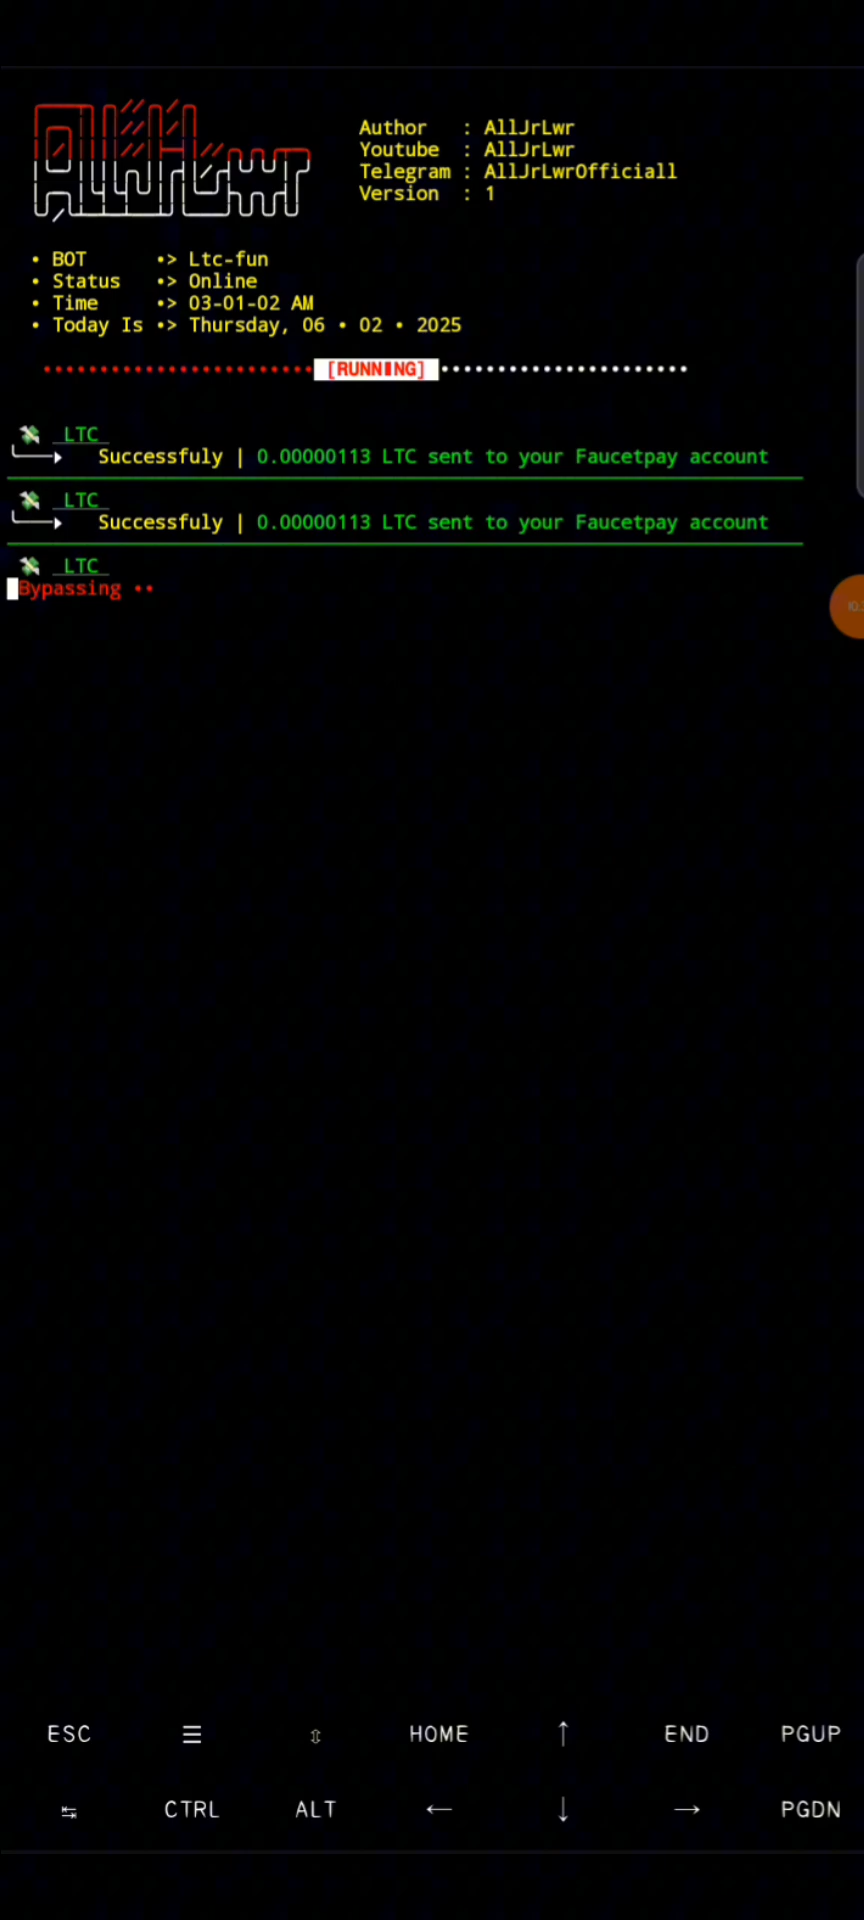 Author : AllJrLwr
Youtube : AllJrLwr
Telegram : AllJrLwrOfficiall
Version : 1
• BOT •> Ltc-fun
• Status •> Online
• Time •> 03-01-02 AM
• Today Is •> Thursday, 06 • 02 • 2025
[RUNNING]
LTC
Successfuly | 0.00000113 LTC sent to your Faucetpay account
LTC
Successfuly | 0.00000113 LTC sent to your Faucetpay account
LTC
Bypassing ••
ESC ☰ ⇳ HOME ↑ END PGUP
↹ CTRL ALT ← ↓ → PGDN